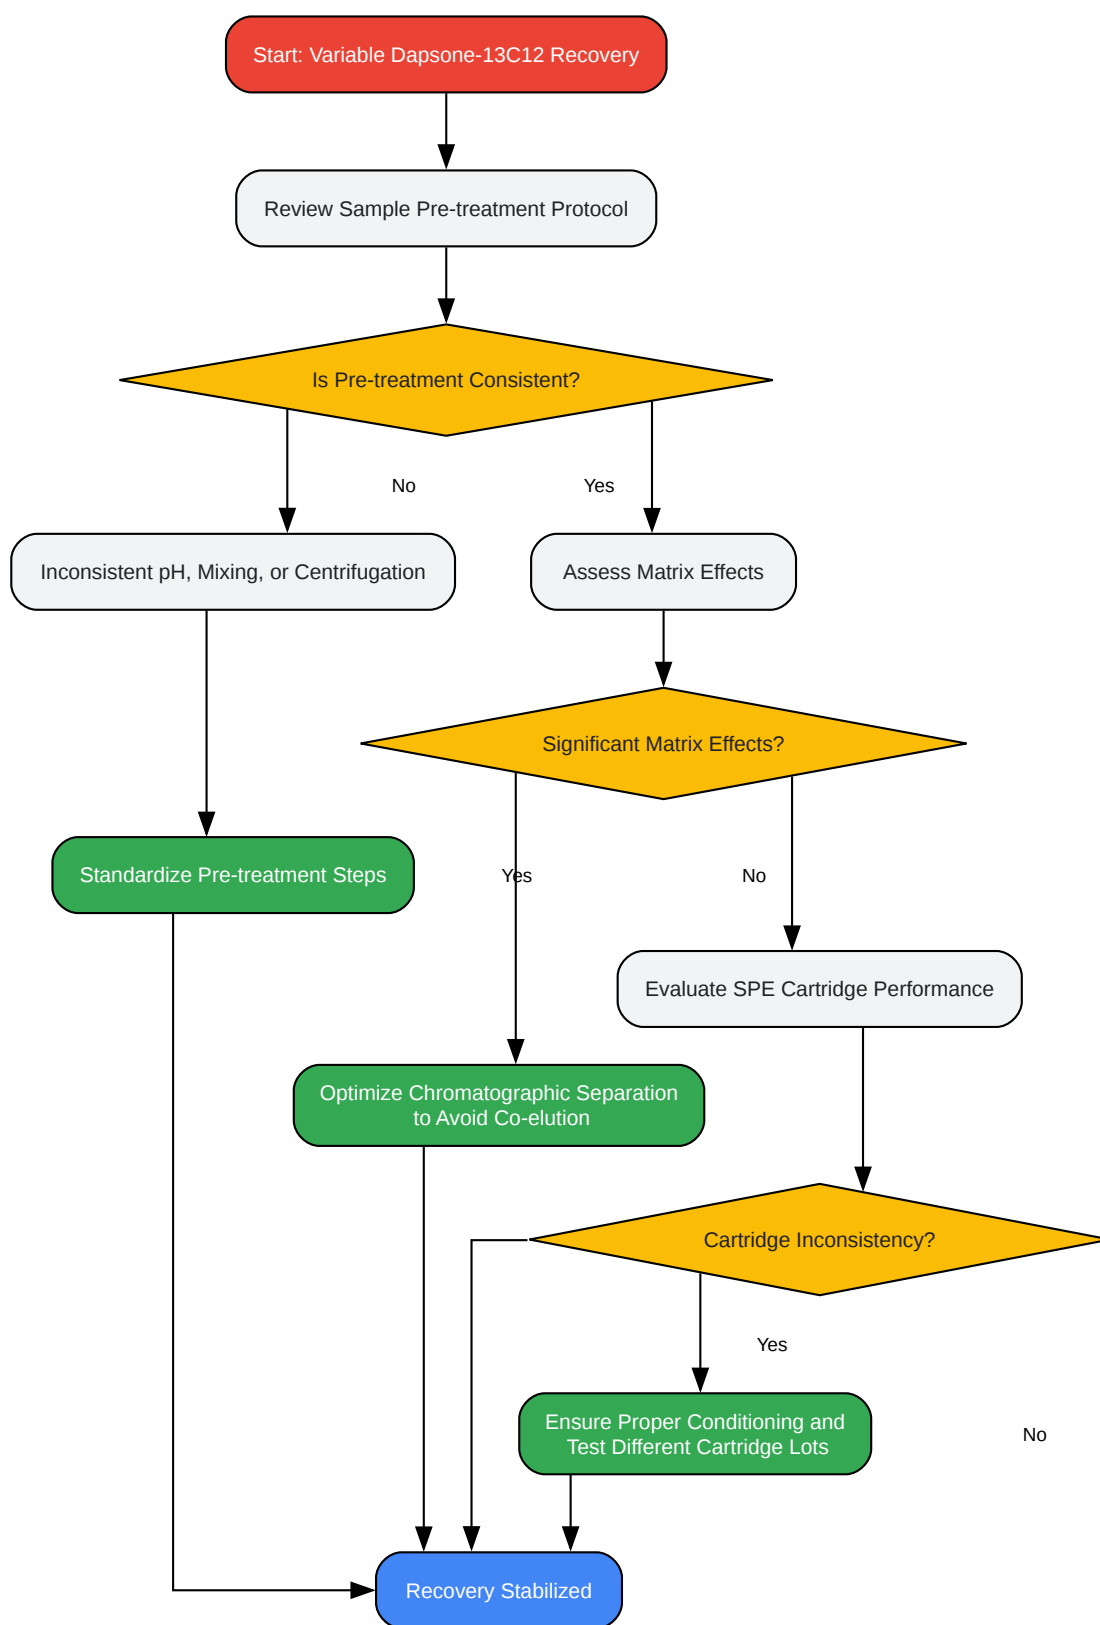 Start: Variable Dapsone-13C12 Recovery
Review Sample Pre-treatment Protocol
Is Pre-treatment Consistent?
No
Yes
Inconsistent pH, Mixing, or Centrifugation
Assess Matrix Effects
Significant Matrix Effects?
Standardize Pre-treatment Steps
Yes
No
Evaluate SPE Cartridge Performance
Optimize Chromatographic Separation
to Avoid Co-elution
Cartridge Inconsistency?
Yes
Ensure Proper Conditioning and
Test Different Cartridge Lots
No
Recovery Stabilized